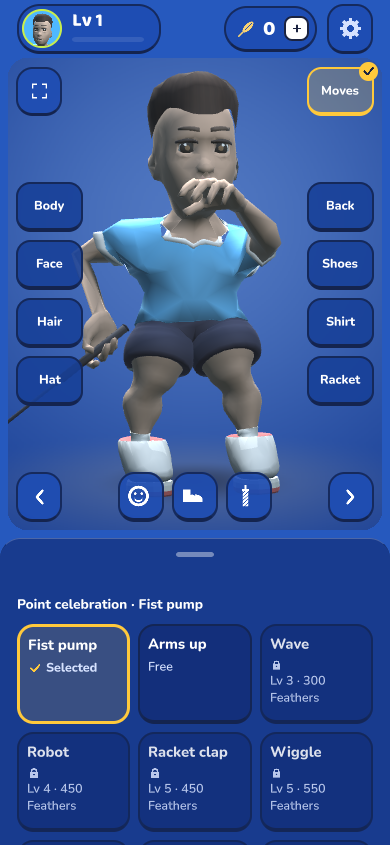 Lv 1
0
+
Moves
Body
Back
Face
Shoes
Hair
Shirt
Hat
Racket
Point celebration · Fist pump
Fist pump
Selected
Arms up
Free
Wave
Lv 3 · 300
Feathers
Robot
Lv 4 · 450
Feathers
Racket clap
Lv 5 · 450
Feathers
Wiggle
Lv 5 · 550
Feathers